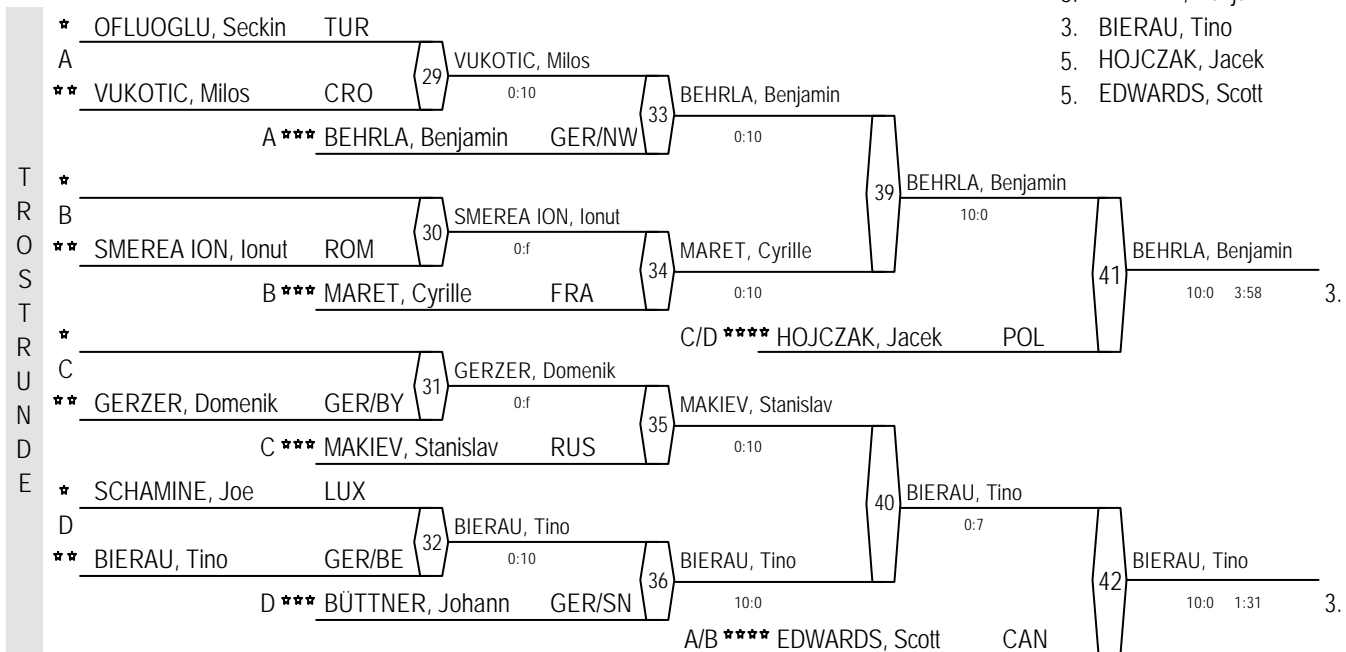 3. BIERAU, Tino
5. HOJCZAK, Jacek
5. EDWARDS, Scott
TROSTRUNDE
* OFLUOGLU, Seckin TUR
A
** VUKOTIC, Milos CRO
29
VUKOTIC, Milos
0:10
A *** BEHRLA, Benjamin GER/NW
33
BEHRLA, Benjamin
0:10
*
B
** SMEREA ION, Ionut ROM
30
SMEREA ION, Ionut
0:f
B *** MARET, Cyrille FRA
34
MARET, Cyrille
0:10
39
BEHRLA, Benjamin
10:0
C/D **** HOJCZAK, Jacek POL
41
BEHRLA, Benjamin
10:0 3:58 3.
*
C
** GERZER, Domenik GER/BY
31
GERZER, Domenik
0:f
C *** MAKIEV, Stanislav RUS
35
MAKIEV, Stanislav
0:10
* SCHAMINE, Joe LUX
D
** BIERAU, Tino GER/BE
32
BIERAU, Tino
0:10
D *** BÜTTNER, Johann GER/SN
36
BIERAU, Tino
10:0
40
BIERAU, Tino
0:7
A/B **** EDWARDS, Scott CAN
42
BIERAU, Tino
10:0 1:31 3.